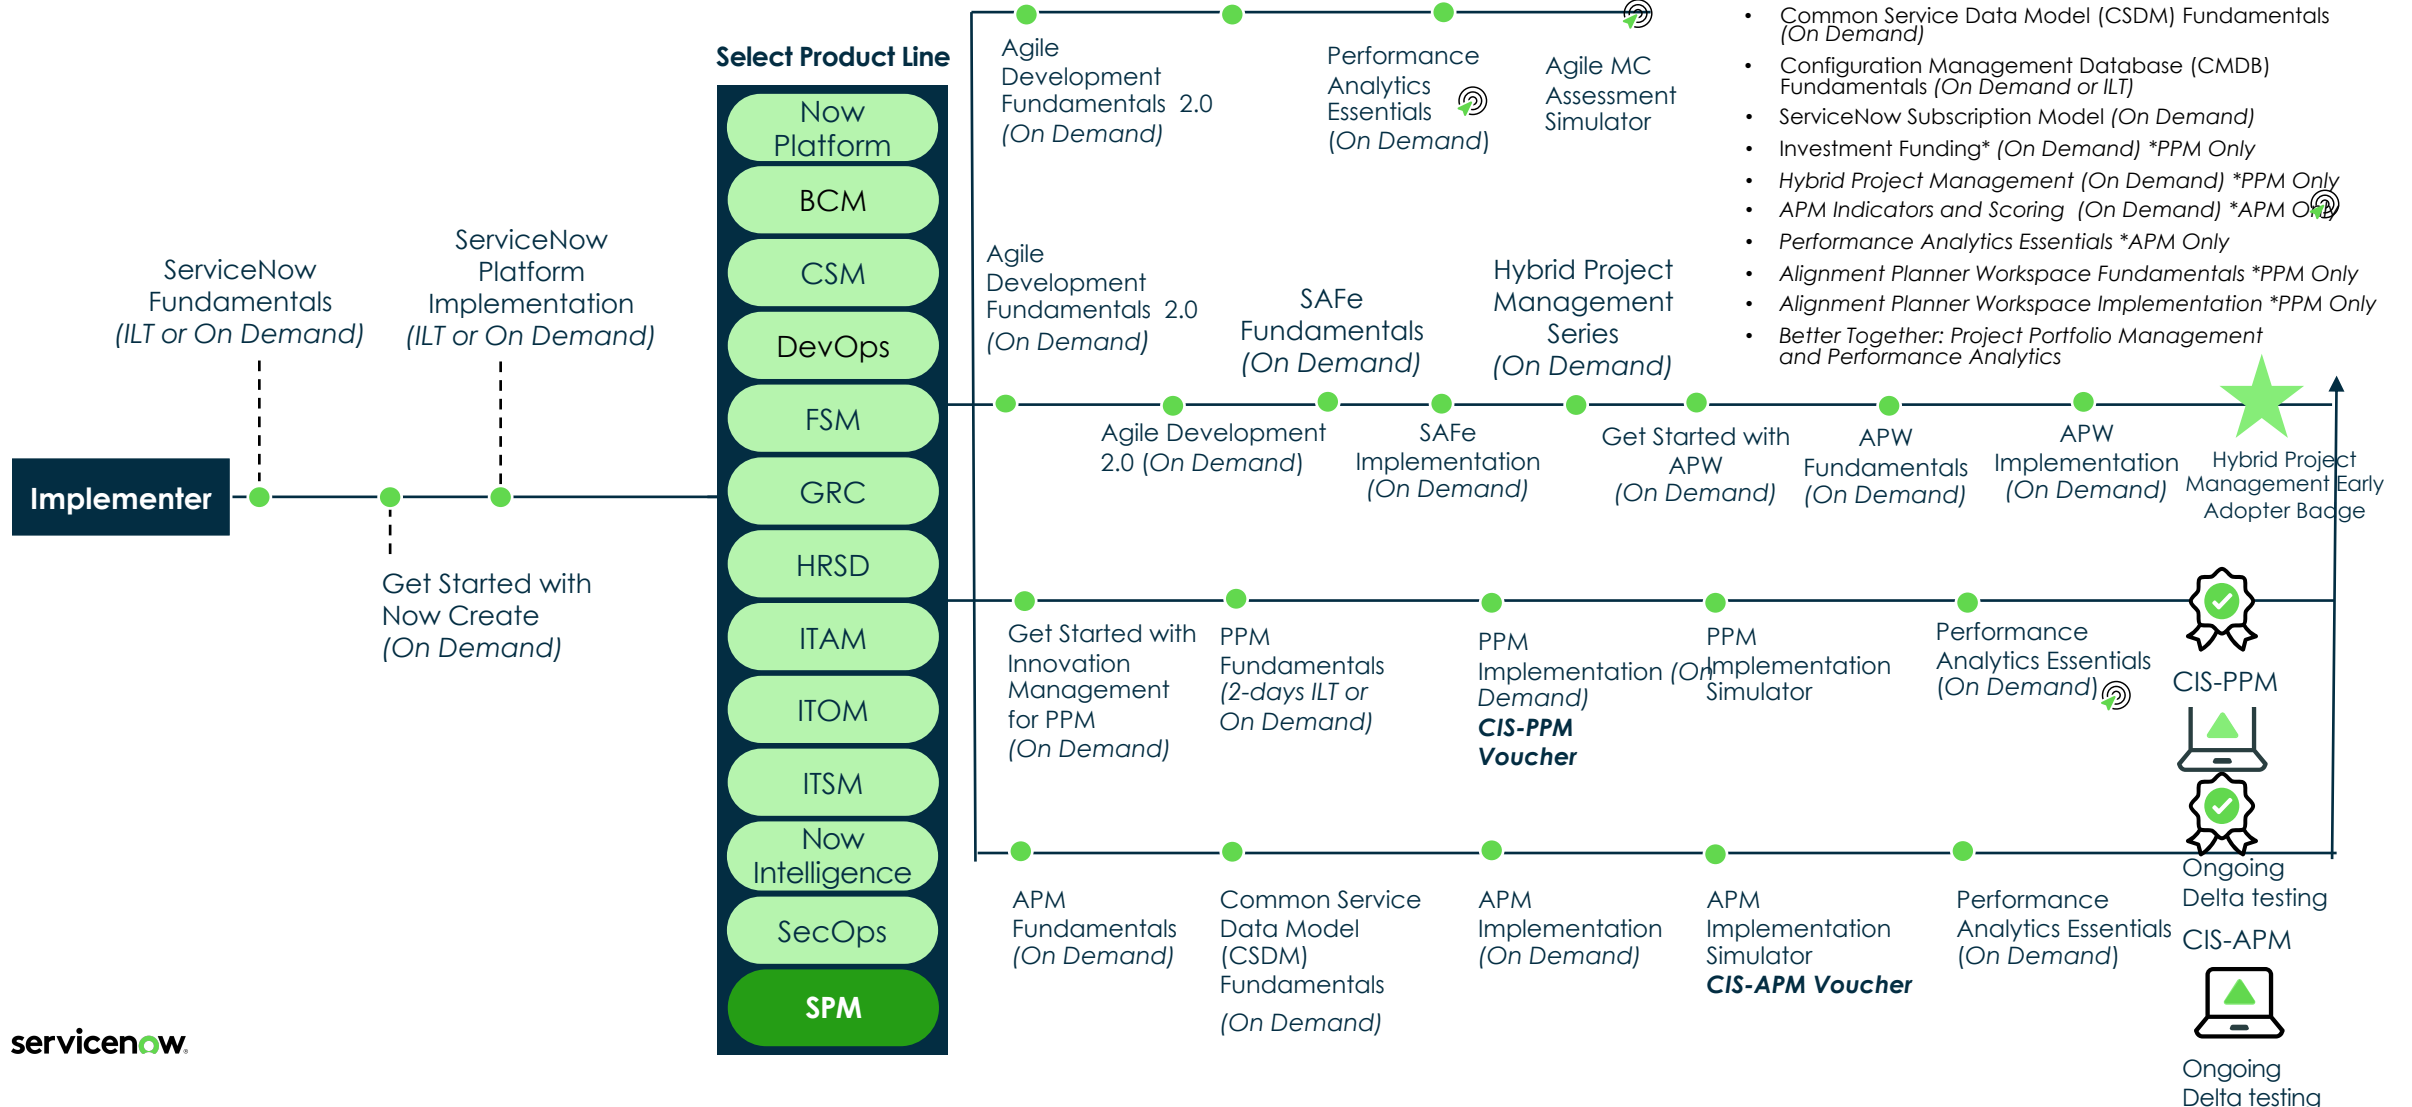 Select Product Line
Now
Platform
BCM
CSM
DevOps
FSM
GRC
HRSD
ITAM
ITOM
ITSM
Now
Intelligence
SecOps
SPM
Implementer
ServiceNow
Fundamentals
(ILT or On Demand)
Get Started with
Now Create
(On Demand)
ServiceNow
Platform
Implementation
(ILT or On Demand)
Agile
Development
Fundamentals 2.0
(On Demand)
Performance
Analytics
Essentials
(On Demand)
Agile MC
Assessment
Simulator
• Common Service Data Model (CSDM) Fundamentals
(On Demand)
• Configuration Management Database (CMDB)
Fundamentals (On Demand or ILT)
• ServiceNow Subscription Model (On Demand)
• Investment Funding* (On Demand) *PPM Only
• Hybrid Project Management (On Demand) *PPM Only
• APM Indicators and Scoring (On Demand) *APM Only
• Performance Analytics Essentials *APM Only
• Alignment Planner Workspace Fundamentals *PPM Only
• Alignment Planner Workspace Implementation *PPM Only
• Better Together: Project Portfolio Management
and Performance Analytics
Agile
Development
Fundamentals 2.0
(On Demand)
Agile Development
2.0 (On Demand)
SAFe
Fundamentals
(On Demand)
SAFe
Implementation
(On Demand)
Hybrid Project
Management
Series
(On Demand)
Get Started with
APW
(On Demand)
APW
Fundamentals
(On Demand)
APW
Implementation
(On Demand)
Hybrid Project
Management Early
Adopter Badge
Get Started with
Innovation
Management
for PPM
(On Demand)
PPM
Fundamentals
(2-days ILT or
On Demand)
PPM
Implementation (On
Demand)
CIS-PPM
Voucher
PPM
Implementation
Simulator
Performance
Analytics Essentials
(On Demand)
CIS-PPM
Ongoing
Delta testing
APM
Fundamentals
(On Demand)
Common Service
Data Model
(CSDM)
Fundamentals
(On Demand)
APM
Implementation
(On Demand)
APM
Implementation
Simulator
CIS-APM Voucher
Performance
Analytics Essentials
(On Demand)
CIS-APM
Ongoing
Delta testing
servicenow